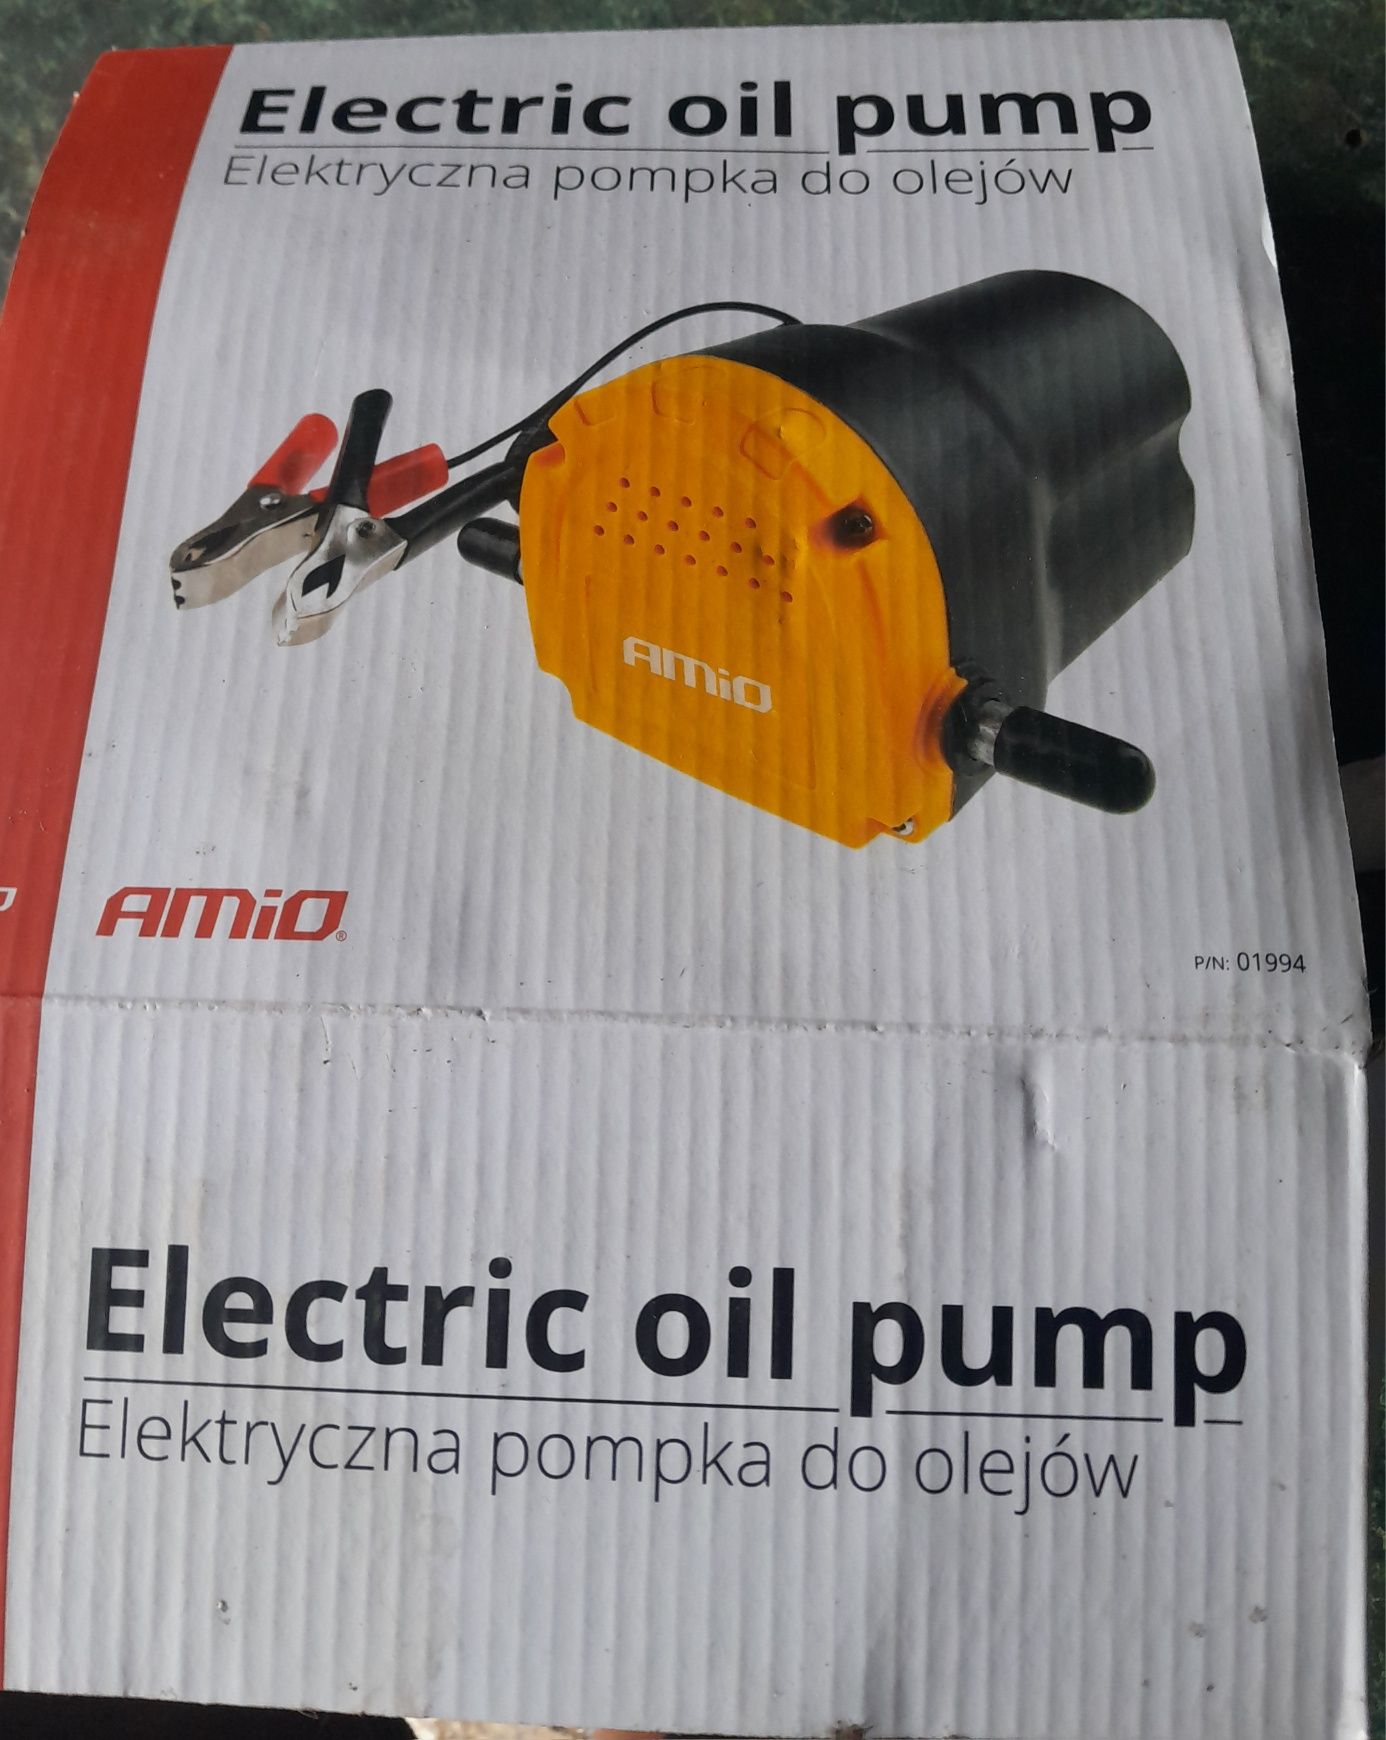 Electric oil pump
Elektryczna pompka do olejów
AMiO
AMiO®
P/N: 01994
Electric oil pump
Elektryczna pompka do olejów